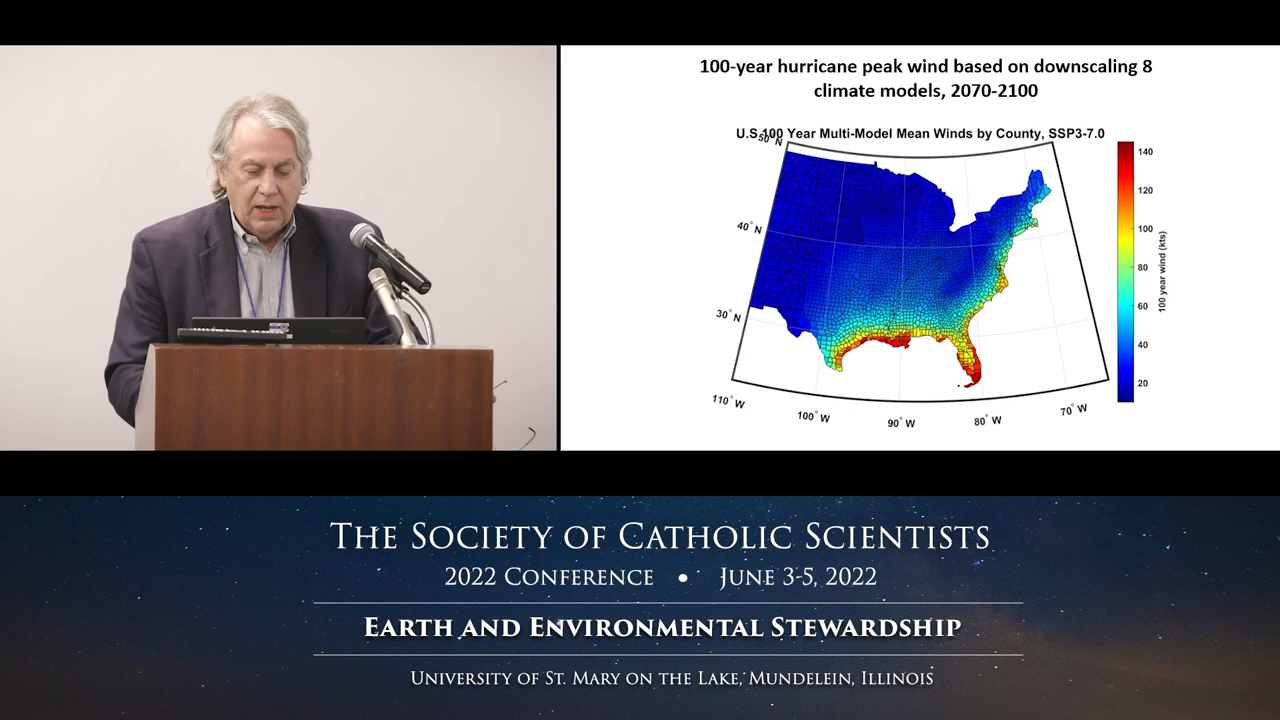 100-year hurricane peak wind based on downscaling 8
climate models, 2070-2100
U.S.100 Year Multi-Model Mean Winds by County, SSP3-7.0
50° N
40° N
30° N
110° W
100° W
90° W
80° W
70° W
140
120
100
80
60
40
20
100 year wind (kts)
THE SOCIETY OF CATHOLIC SCIENTISTS
2022 CONFERENCE • JUNE 3-5, 2022
EARTH AND ENVIRONMENTAL STEWARDSHIP
UNIVERSITY OF ST. MARY ON THE LAKE, MUNDELEIN, ILLINOIS